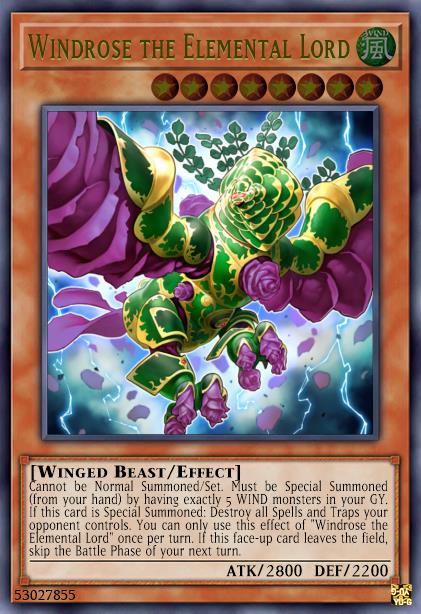 WINDROSE THE ELEMENTAL LORD
WIND
風
[WINGED BEAST/EFFECT]
Cannot be Normal Summoned/Set. Must be Special Summoned
(from your hand) by having exactly 5 WIND monsters in your GY.
If this card is Special Summoned: Destroy all Spells and Traps your
opponent controls. You can only use this effect of "Windrose the
Elemental Lord" once per turn. If this face-up card leaves the field,
skip the Battle Phase of your next turn.
ATK/2800 DEF/2200
53027855